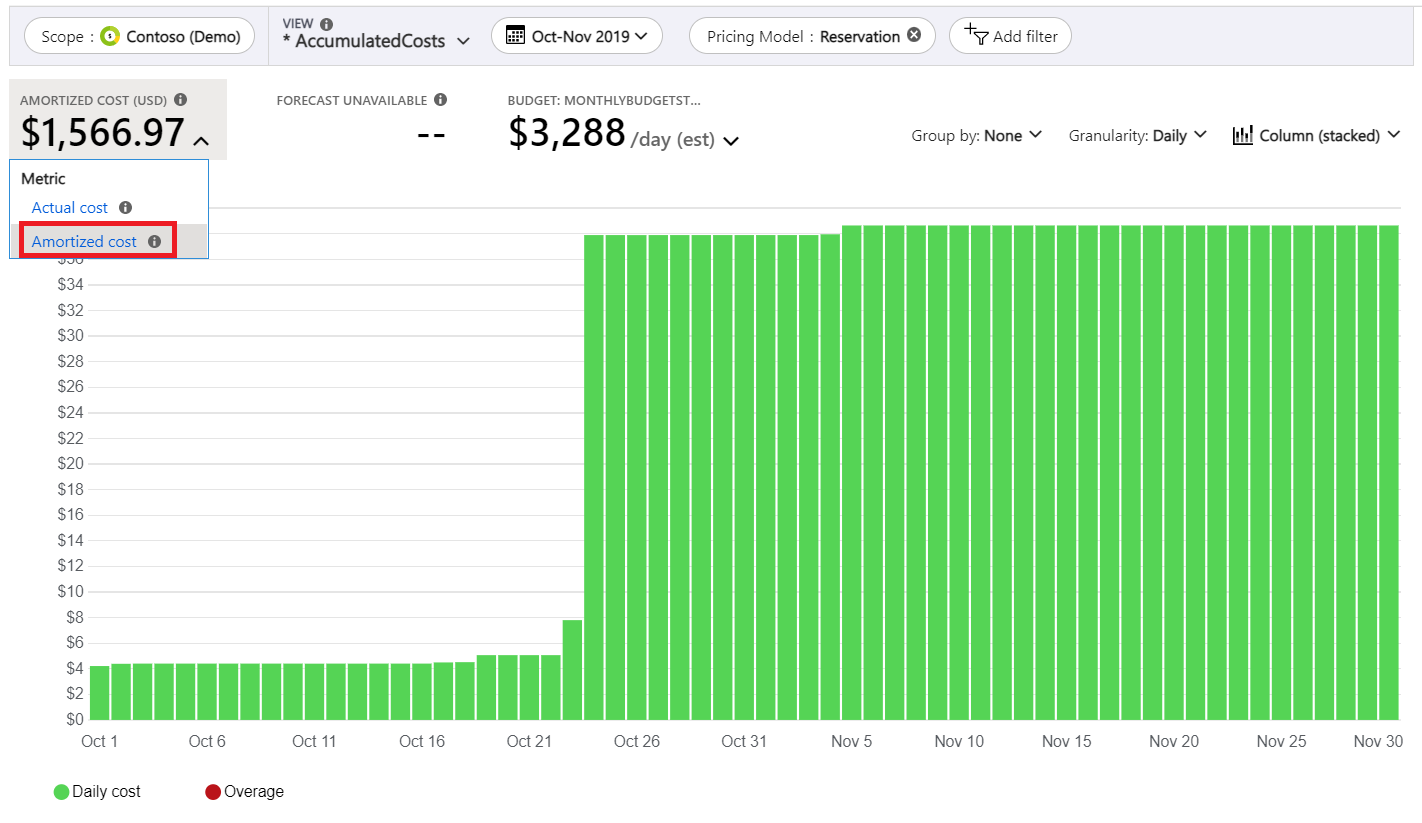 Scope : Contoso (Demo)
VIEW
* AccumulatedCosts
Oct-Nov 2019
Pricing Model : Reservation
Add filter
AMORTIZED COST (USD)
$1,566.97
FORECAST UNAVAILABLE
--
BUDGET: MONTHLYBUDGETST...
$3,288 /day (est)
Group by: None
Granularity: Daily
Column (stacked)
Metric
Actual cost
Amortized cost
$34
$32
$30
$28
$26
$24
$22
$20
$18
$16
$14
$12
$10
$8
$6
$4
$2
$0
Oct 1
Oct 6
Oct 11
Oct 16
Oct 21
Oct 26
Oct 31
Nov 5
Nov 10
Nov 15
Nov 20
Nov 25
Nov 30
Daily cost
Overage